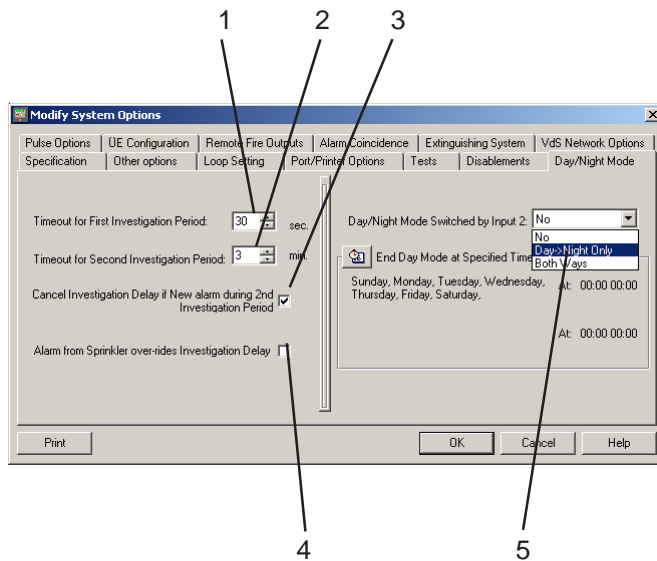 1 2 3
Modify System Options
Pulse Options ÜE Configuration Remote Fire Outputs Alarm Coincidence Extinguishing System VdS Network Options
Specification Other options Loop Setting Port/Printer Options Tests Disablements Day/Night Mode
Timeout for First Investigation Period: 30 sec.
Timeout for Second Investigation Period: 3 min.
Cancel Investigation Delay if New alarm during 2nd
Investigation Period
Alarm from Sprinkler over-rides Investigation Delay
Day/Night Mode Switched by Input 2: No
No
Day->Night Only
Both Ways
End Day Mode at Specified Time
Sunday, Monday, Tuesday, Wednesday,
Thursday, Friday, Saturday,
At: 00:00 00:00
At: 00:00 00:00
Print OK Cancel Help
4 5